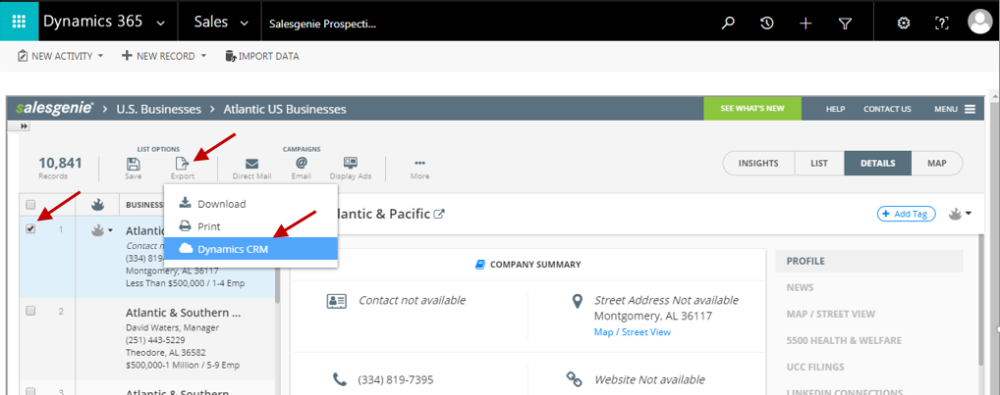 Dynamics 365 Sales Salesgenie Prospecti...
NEW ACTIVITY NEW RECORD IMPORT DATA
salesgenie® U.S. Businesses Atlantic US Businesses SEE WHAT'S NEW HELP CONTACT US MENU
LIST OPTIONS CAMPAIGNS
10,841
Records Save Export Direct Mail Email Display Ads More
INSIGHTS LIST DETAILS MAP
Download
Print
Dynamics CRM
BUSINES
1 Atlantic
Contact n
(334) 819-
Montgomery, AL 36117
Less Than $500,000 / 1-4 Emp
2 Atlantic & Southern ...
David Waters, Manager
(251) 443-5229
Theodore, AL 36582
$500,000-1 Million / 5-9 Emp
3 Atlantic & Southern
tlantic & Pacific Add Tag
COMPANY SUMMARY
Contact not available
Street Address Not available
Montgomery, AL 36117
Map / Street View
(334) 819-7395
Website Not available
PROFILE
NEWS
MAP / STREET VIEW
5500 HEALTH & WELFARE
UCC FILINGS
LINKEDIN CONNECTIONS